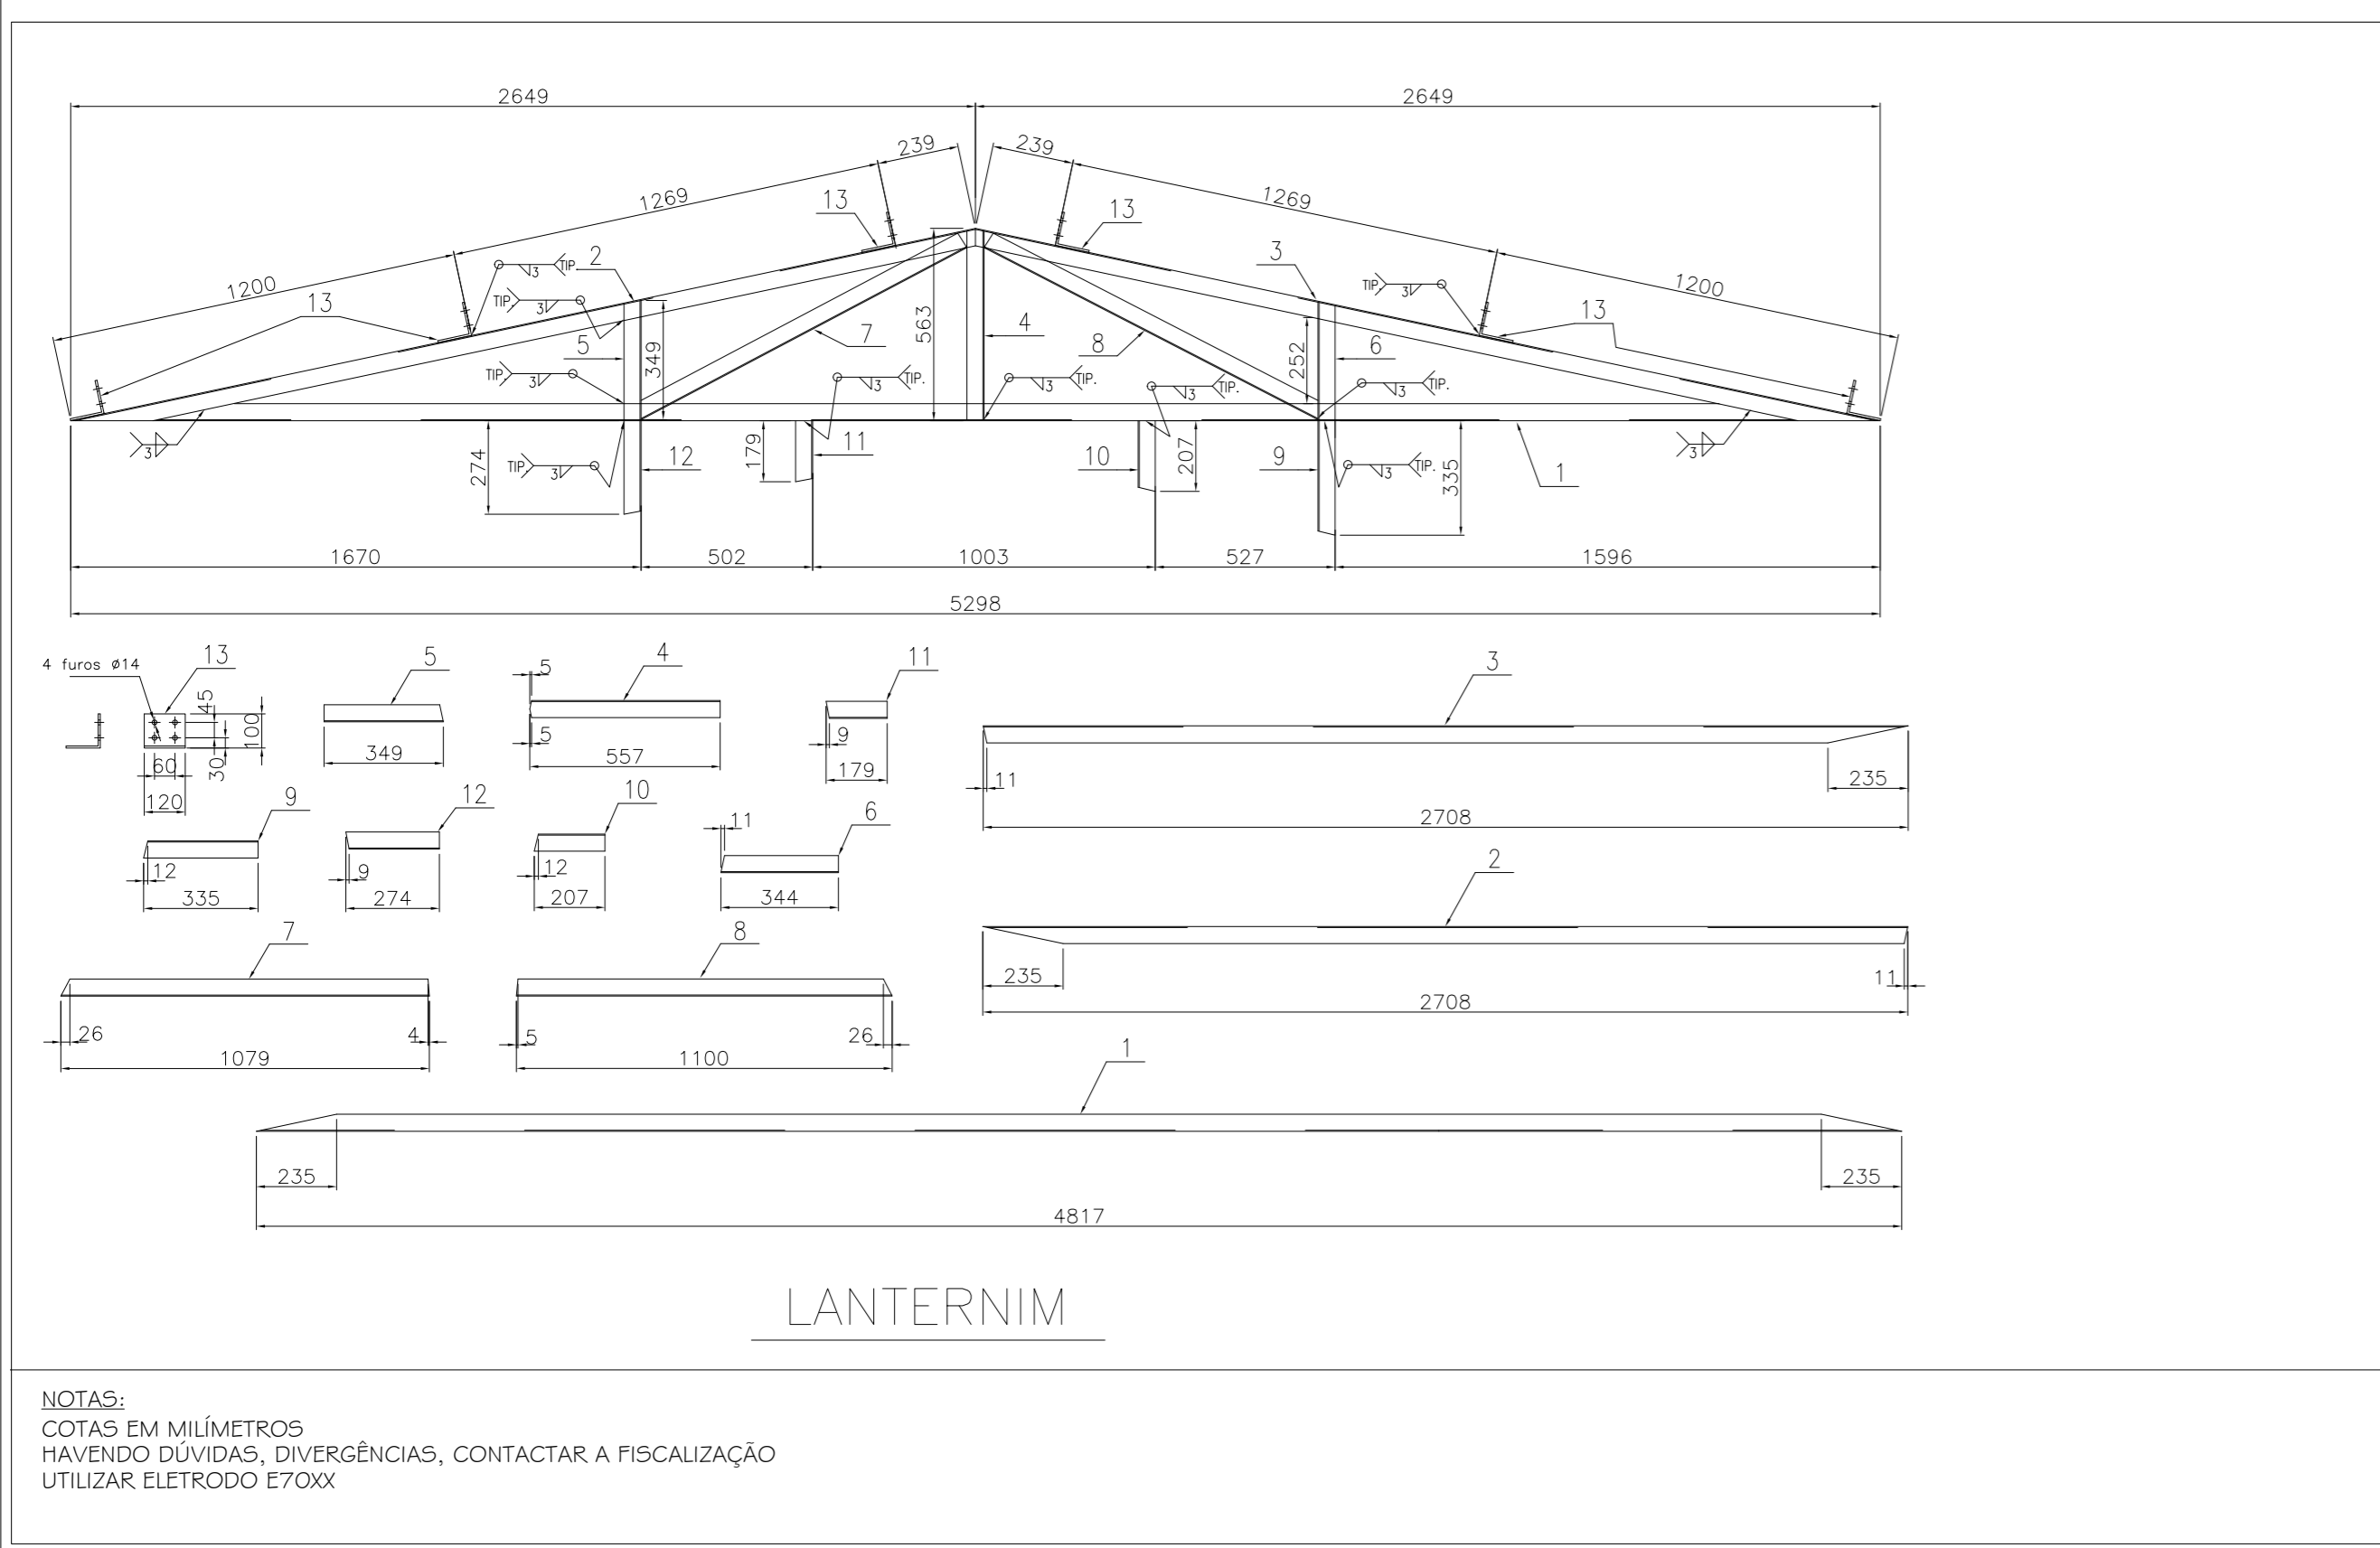 2649 2649
239 239
1269 1269
13 13
1200 1200
2 3
3 TIP. TIP. 3 TIP. 3
13 13
5 349 7 563 4 8 252 6
TIP. 3 3 TIP. 3 TIP. 3 TIP. 3 TIP.
3 3
274 12 179 11 10 207 9 335 1
TIP. 3 3 TIP.
1670 502 1003 527 1596
5298
4 furos ø14
13 45 100 60 30 120
5 349
4 5 5 557
11 9 179
3 11 235 2708
9 12 335
12 9 274
10 12 207
6 11 344
2 235 11 2708
7 26 4 1079
8 5 26 1100
1 235 235 4817
LANTERNIM
NOTAS:
COTAS EM MILÍMETROS
HAVENDO DÚVIDAS, DIVERGÊNCIAS, CONTACTAR A FISCALIZAÇÃO
UTILIZAR ELETRODO E70XX